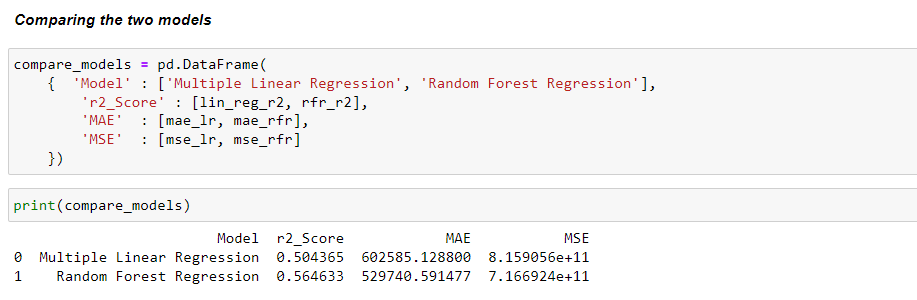 Comparing the two models
compare_models = pd.DataFrame(
    {  'Model' : ['Multiple Linear Regression', 'Random Forest Regression'],
        'r2_Score' : [lin_reg_r2, rfr_r2],
        'MAE'  : [mae_lr, mae_rfr],
        'MSE'  : [mse_lr, mse_rfr]
    })
print(compare_models)
                        Model  r2_Score            MAE           MSE
0  Multiple Linear Regression  0.504365  602585.128800  8.159056e+11
1    Random Forest Regression  0.564633  529740.591477  7.166924e+11